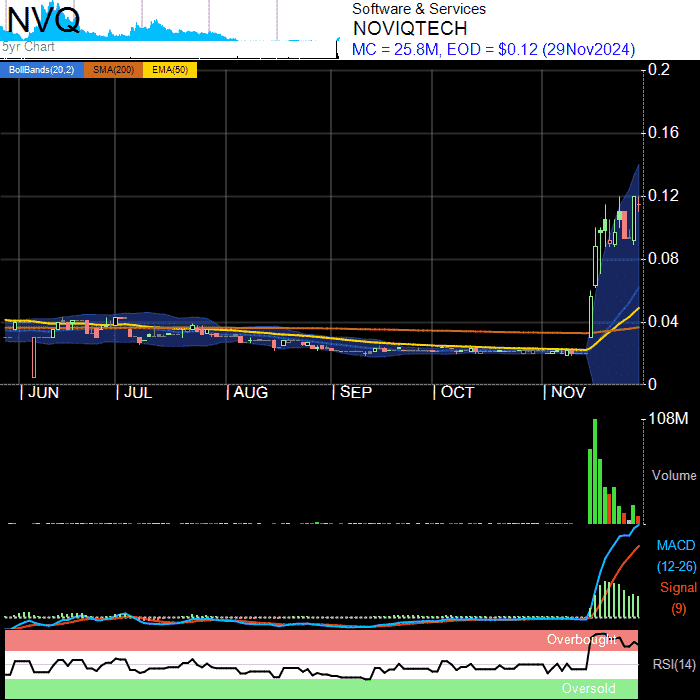 NVQ
5yr Chart
Software & Services
NOVIQTECH
MC = 25.8M, EOD = $0.12 (29Nov2024)
BollBands(20,2) SMA(200) EMA(50)
0.2
0.16
0.12
0.08
0.04
0
JUN JUL AUG SEP OCT NOV
108M
Volume
MACD
(12-26)
Signal
(9)
Overbought
RSI(14)
Oversold